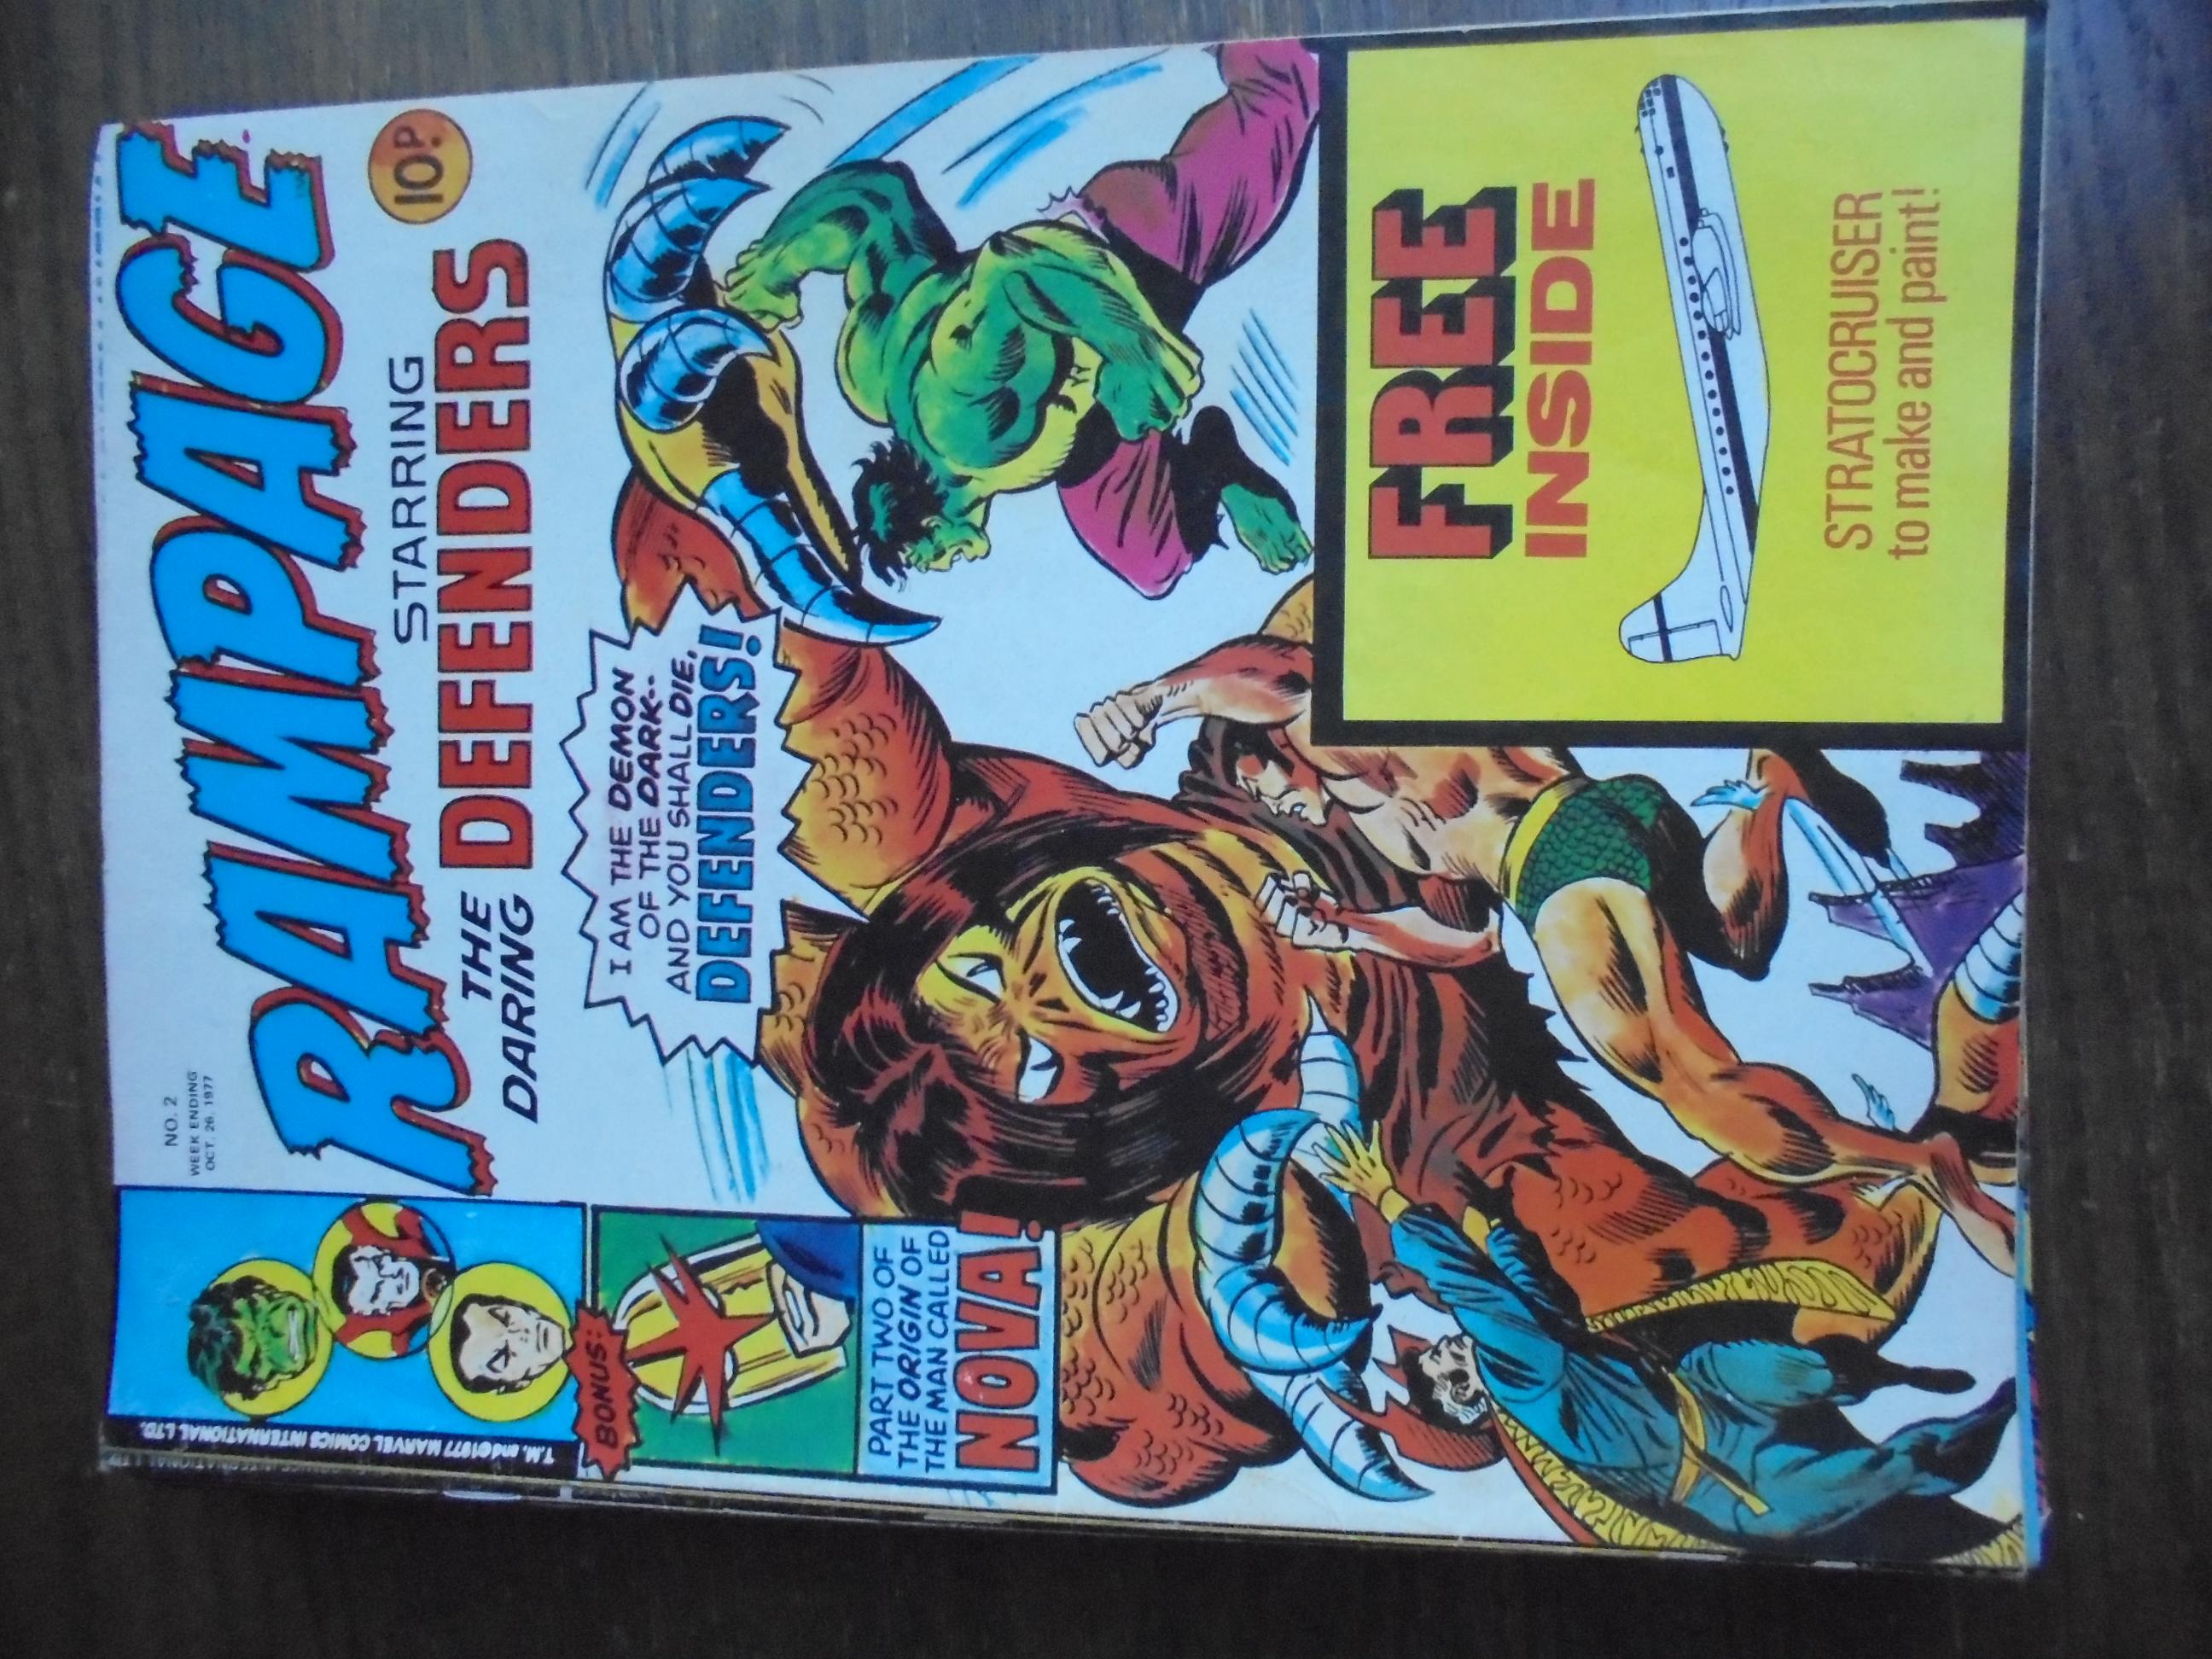 NO. 2
WEEK ENDING
OCT. 26, 1977
RAMPAGE
10P.
STARRING
THE
DARING
DEFENDERS
T.M. and ©1977 MARVEL COMICS INTERNATIONAL LTD.
BONUS:
PART TWO OF
THE ORIGIN OF
THE MAN CALLED
NOVA!
I AM THE DEMON
OF THE DARK--
AND YOU SHALL DIE,
DEFENDERS!
FREE
INSIDE
STRATOCRUISER
to make and paint!